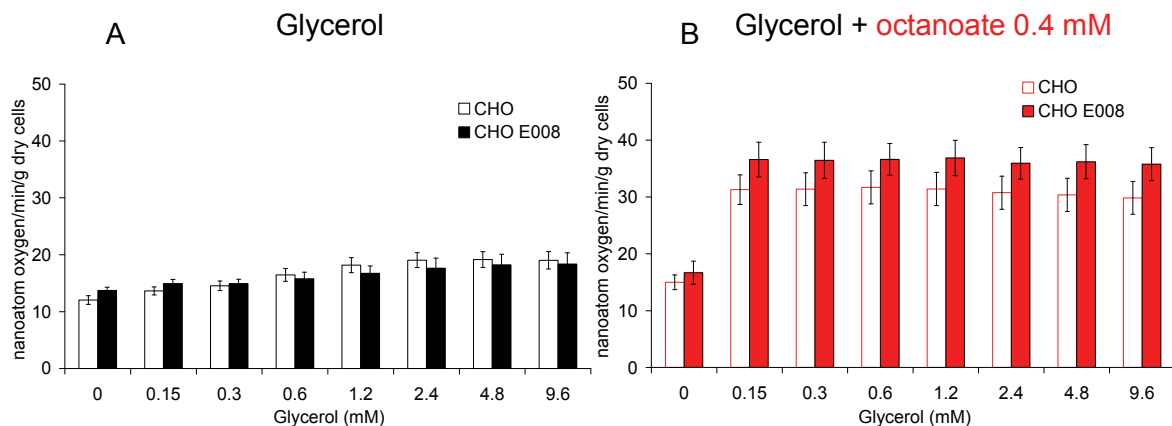 A
Glycerol
nanoatom oxygen/min/g dry cells
50
40
30
20
10
0
CHO
CHO E008
0 0.15 0.3 0.6 1.2 2.4 4.8 9.6
Glycerol (mM)
B
Glycerol + octanoate 0.4 mM
nanoatom oxygen/min/g dry cells
50
40
30
20
10
0
CHO
CHO E008
0 0.15 0.3 0.6 1.2 2.4 4.8 9.6
Glycerol (mM)